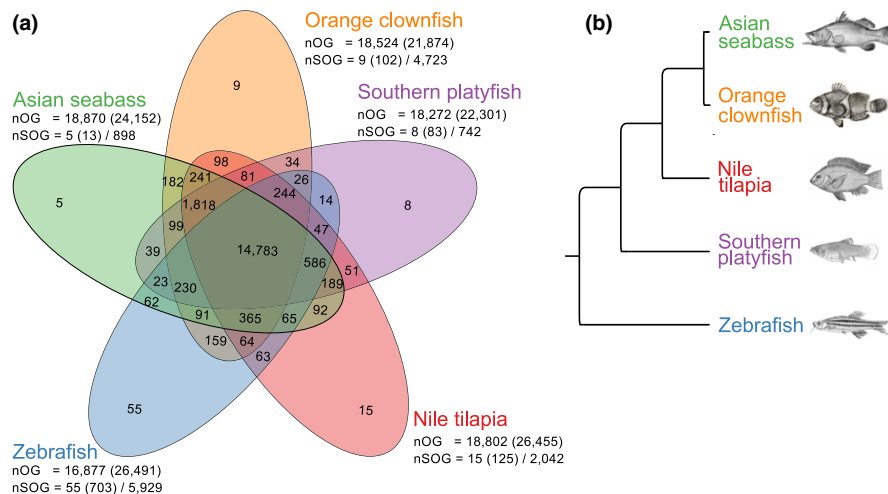 (a)
Orange clownfish
nOG = 18,524 (21,874)
nSOG = 9 (102) / 4,723
Asian seabass
nOG = 18,870 (24,152)
nSOG = 5 (13) / 898
Southern platyfish
nOG = 18,272 (22,301)
nSOG = 8 (83) / 742
9
98
34
182
241
81
26
5
1,818
244
14
8
99
47
39
14,783
586
51
23
230
189
62
91
365
65
92
159
64
63
55
15
Nile tilapia
nOG = 18,802 (26,455)
nSOG = 15 (125) / 2,042
Zebrafish
nOG = 16,877 (26,491)
nSOG = 55 (703) / 5,929
(b)
Asian
seabass
Orange
clownfish
Nile
tilapia
Southern
platyfish
Zebrafish